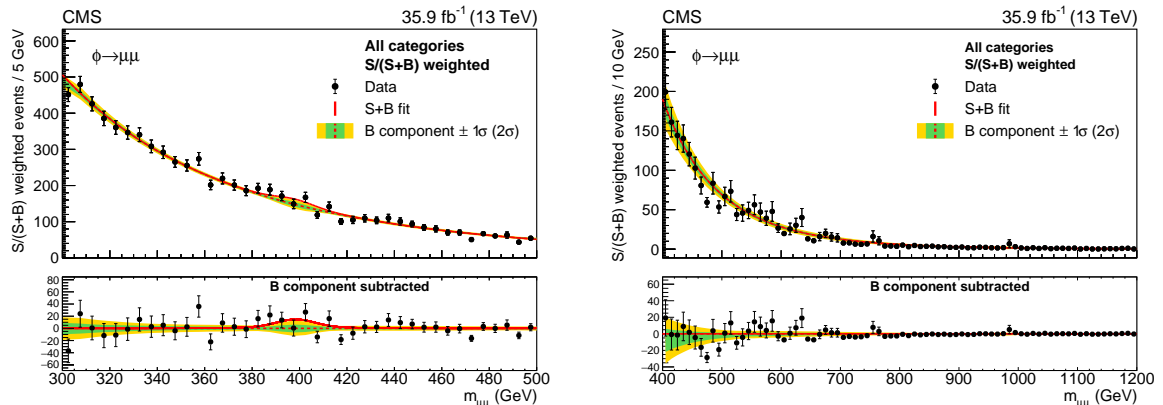 CMS 35.9 fb-1 (13 TeV)
S/(S+B) weighted events / 5 GeV
600
500
400
300
200
100
0
ϕ→μμ
All categories
S/(S+B) weighted
Data
S+B fit
B component ± 1σ (2σ)
B component subtracted
80
60
40
20
0
−20
−40
−60
300 320 340 360 380 400 420 440 460 480 500
mμμ (GeV)
CMS 35.9 fb-1 (13 TeV)
S/(S+B) weighted events / 10 GeV
250
200
150
100
50
0
ϕ→μμ
All categories
S/(S+B) weighted
Data
S+B fit
B component ± 1σ (2σ)
B component subtracted
60
40
20
0
−20
−40
400 500 600 700 800 900 1000 1100 1200
mμμ (GeV)